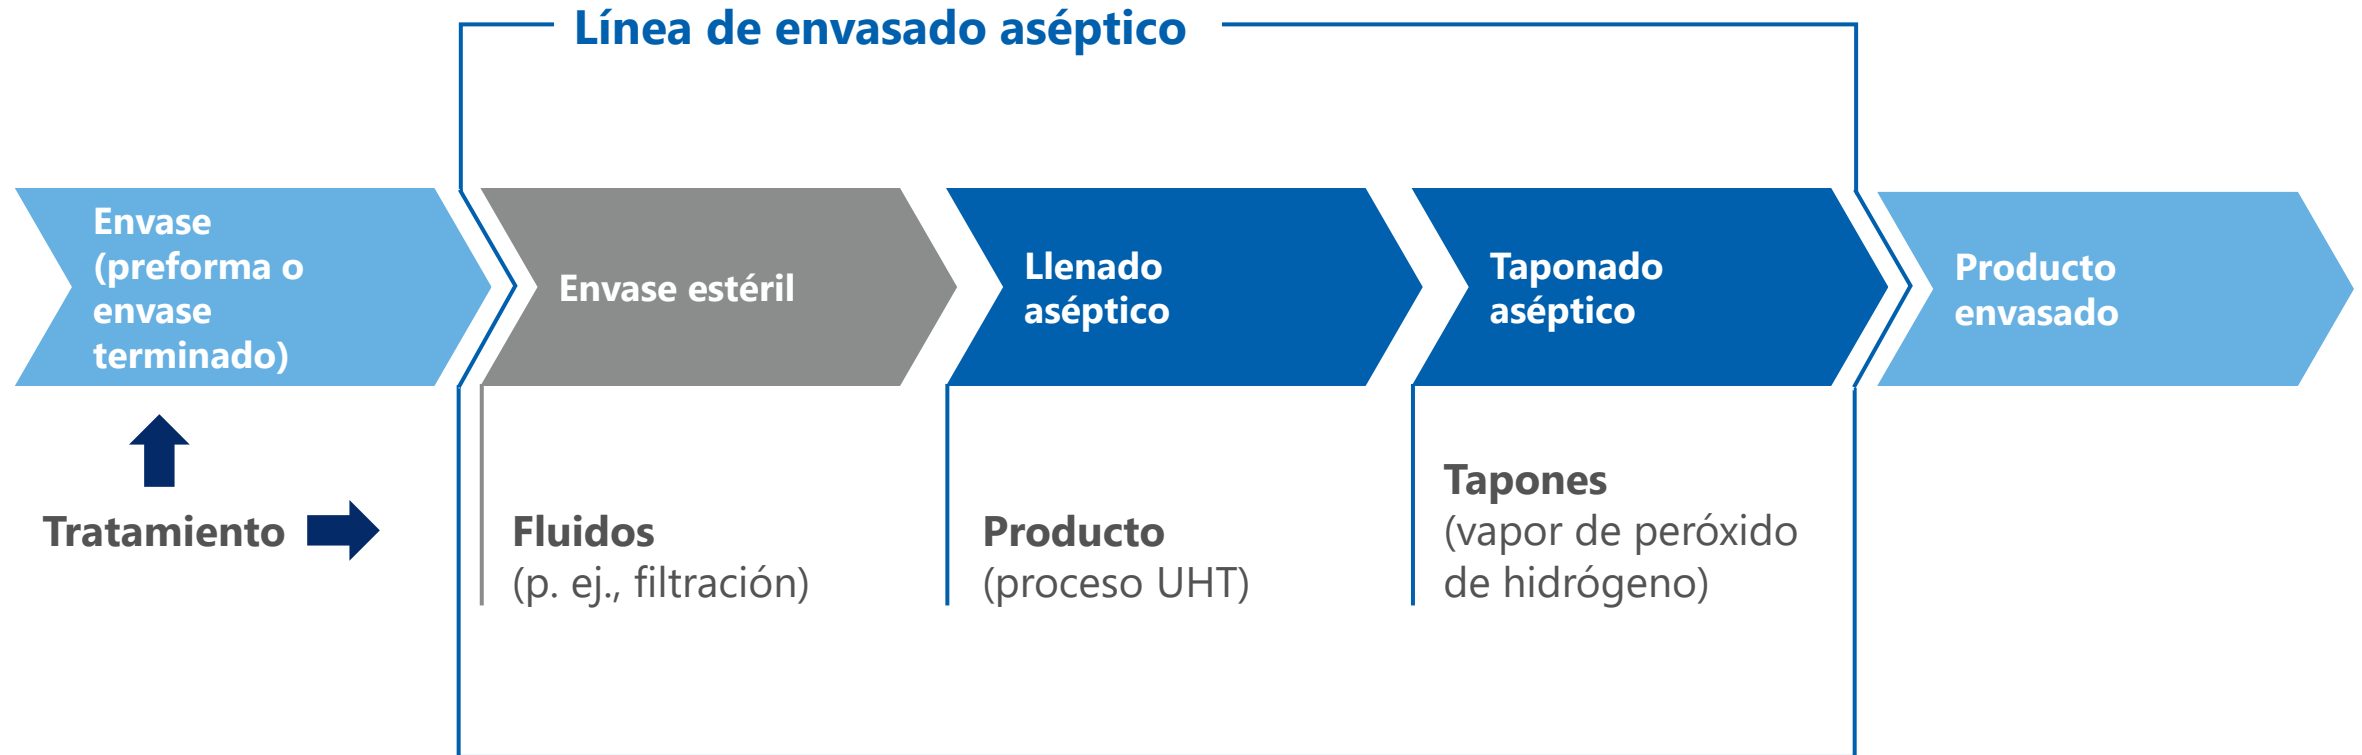 Línea de envasado aséptico
Envase
(preforma o
envase
terminado)
Envase estéril
Llenado
aséptico
Taponado
aséptico
Producto
envasado
Tratamiento
Fluidos
(p. ej., filtración)
Producto
(proceso UHT)
Tapones
(vapor de peróxido
de hidrógeno)